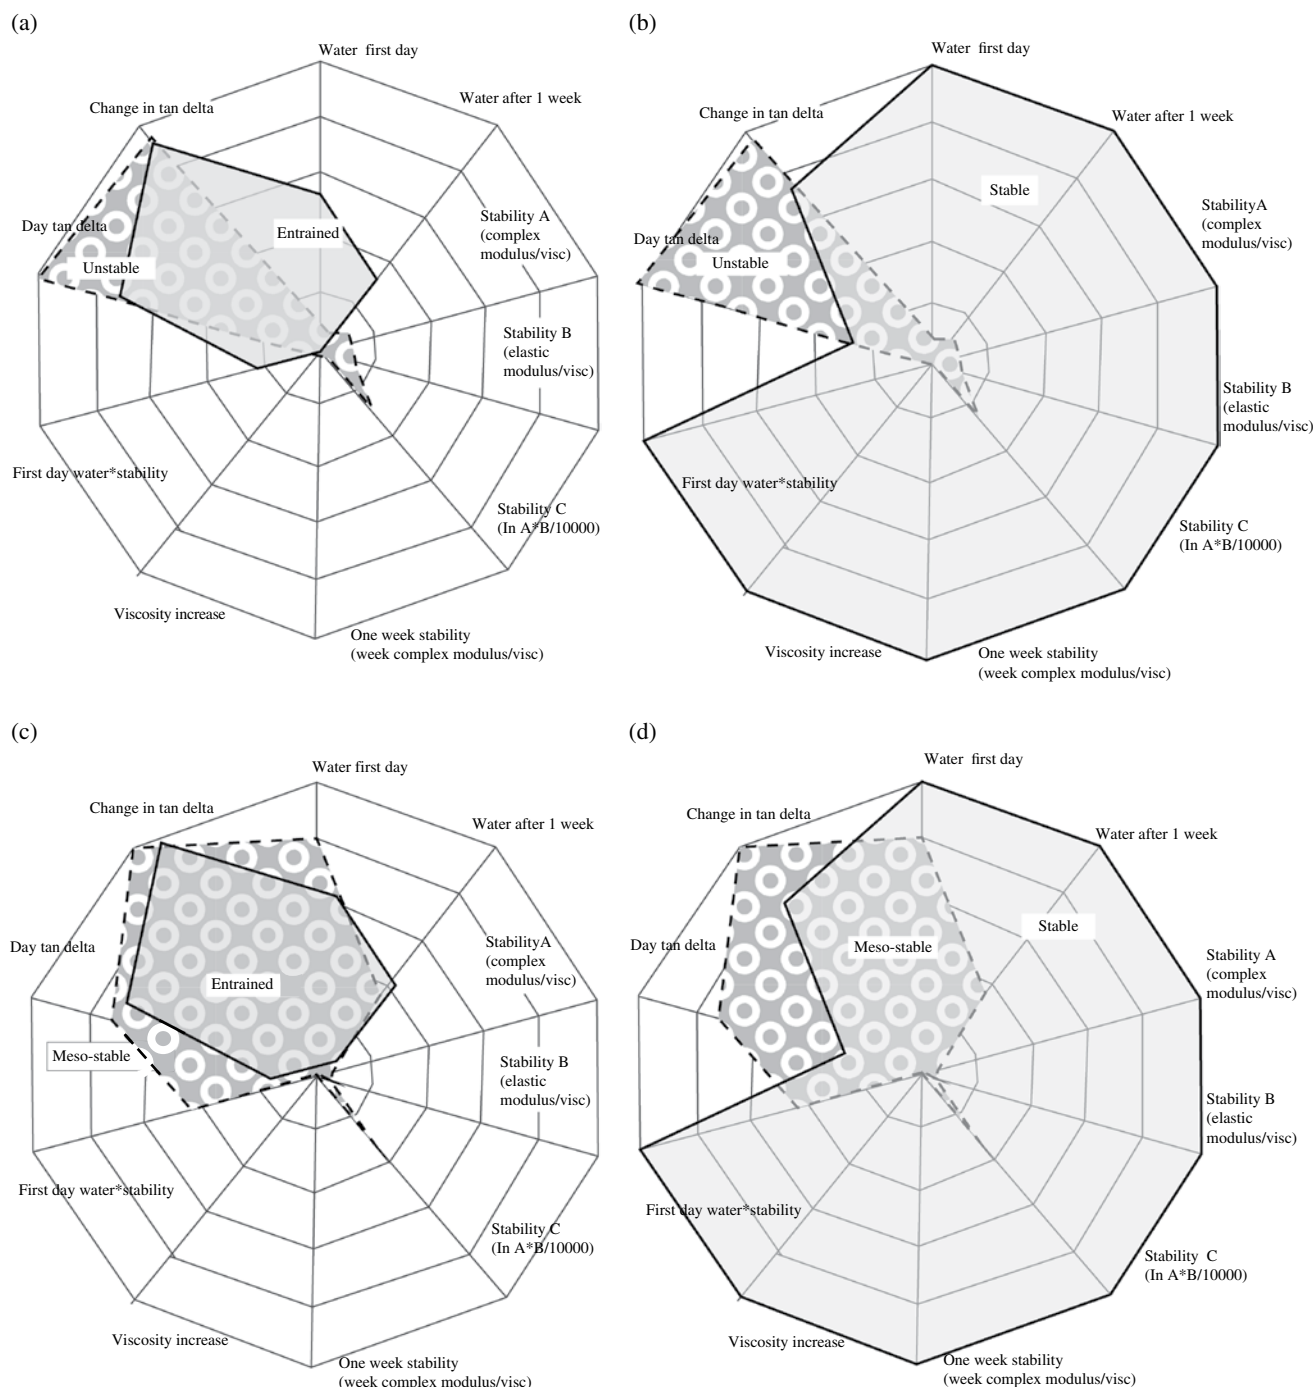 (a)
Water first day
Change in tan delta
Water after 1 week
Day tan delta
Unstable
Entrained
Stability A
(complex
modulus/visc)
Stability B
(elastic
modulus/visc)
First day water*stability
Stability C
(In A*B/10000)
Viscosity increase
One week stability
(week complex modulus/visc)
(b)
Water first day
Change in tan delta
Water after 1 week
Stable
Day tan delta
Unstable
StabilityA
(complex
modulus/visc)
Stability B
(elastic
modulus/visc)
First day water*stability
Stability C
(In A*B/10000)
Viscosity increase
One week stability
(week complex modulus/visc)
(c)
Water first day
Change in tan delta
Water after 1 week
Day tan delta
Entrained
StabilityA
(complex
modulus/visc)
Meso-stable
Stability B
(elastic
modulus/visc)
First day water*stability
Stability C
(In A*B/10000)
Viscosity increase
One week stability
(week complex modulus/visc)
(d)
Water first day
Change in tan delta
Water after 1 week
Stable
Day tan delta
Meso-stable
Stability A
(complex
modulus/visc)
Stability B
(elastic
modulus/visc)
First day water*stability
Stability C
(In A*B/10000)
Viscosity increase
One week stability
(week complex modulus/visc)